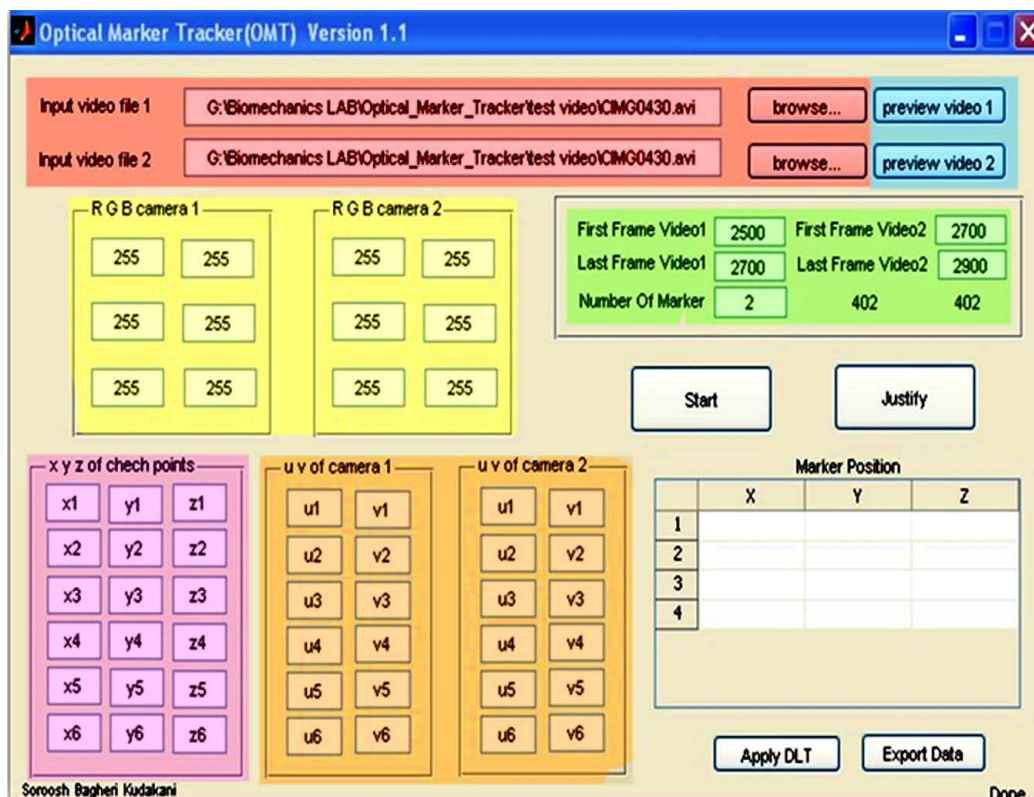 Optical Marker Tracker(OMT) Version 1.1
Input video file 1 G:\Biomechanics LAB\Optical_Marker_Tracker\test video\CIMG0430.avi browse... preview video 1
Input video file 2 G:\Biomechanics LAB\Optical_Marker_Tracker\test video\CIMG0430.avi browse... preview video 2
R G B camera 1 R G B camera 2
255 255 255 255
255 255 255 255
255 255 255 255
First Frame Video1 2500 First Frame Video2 2700
Last Frame Video1 2700 Last Frame Video2 2900
Number Of Marker 2 402 402
Start Justify
x y z of chech points u v of camera 1 u v of camera 2
x1 y1 z1 u1 v1 u1 v1
x2 y2 z2 u2 v2 u2 v2
x3 y3 z3 u3 v3 u3 v3
x4 y4 z4 u4 v4 u4 v4
x5 y5 z5 u5 v5 u5 v5
x6 y6 z6 u6 v6 u6 v6
Marker Position
X Y Z
1
2
3
4
Apply DLT Export Data
Soroosh Bagheri Kudakani Done